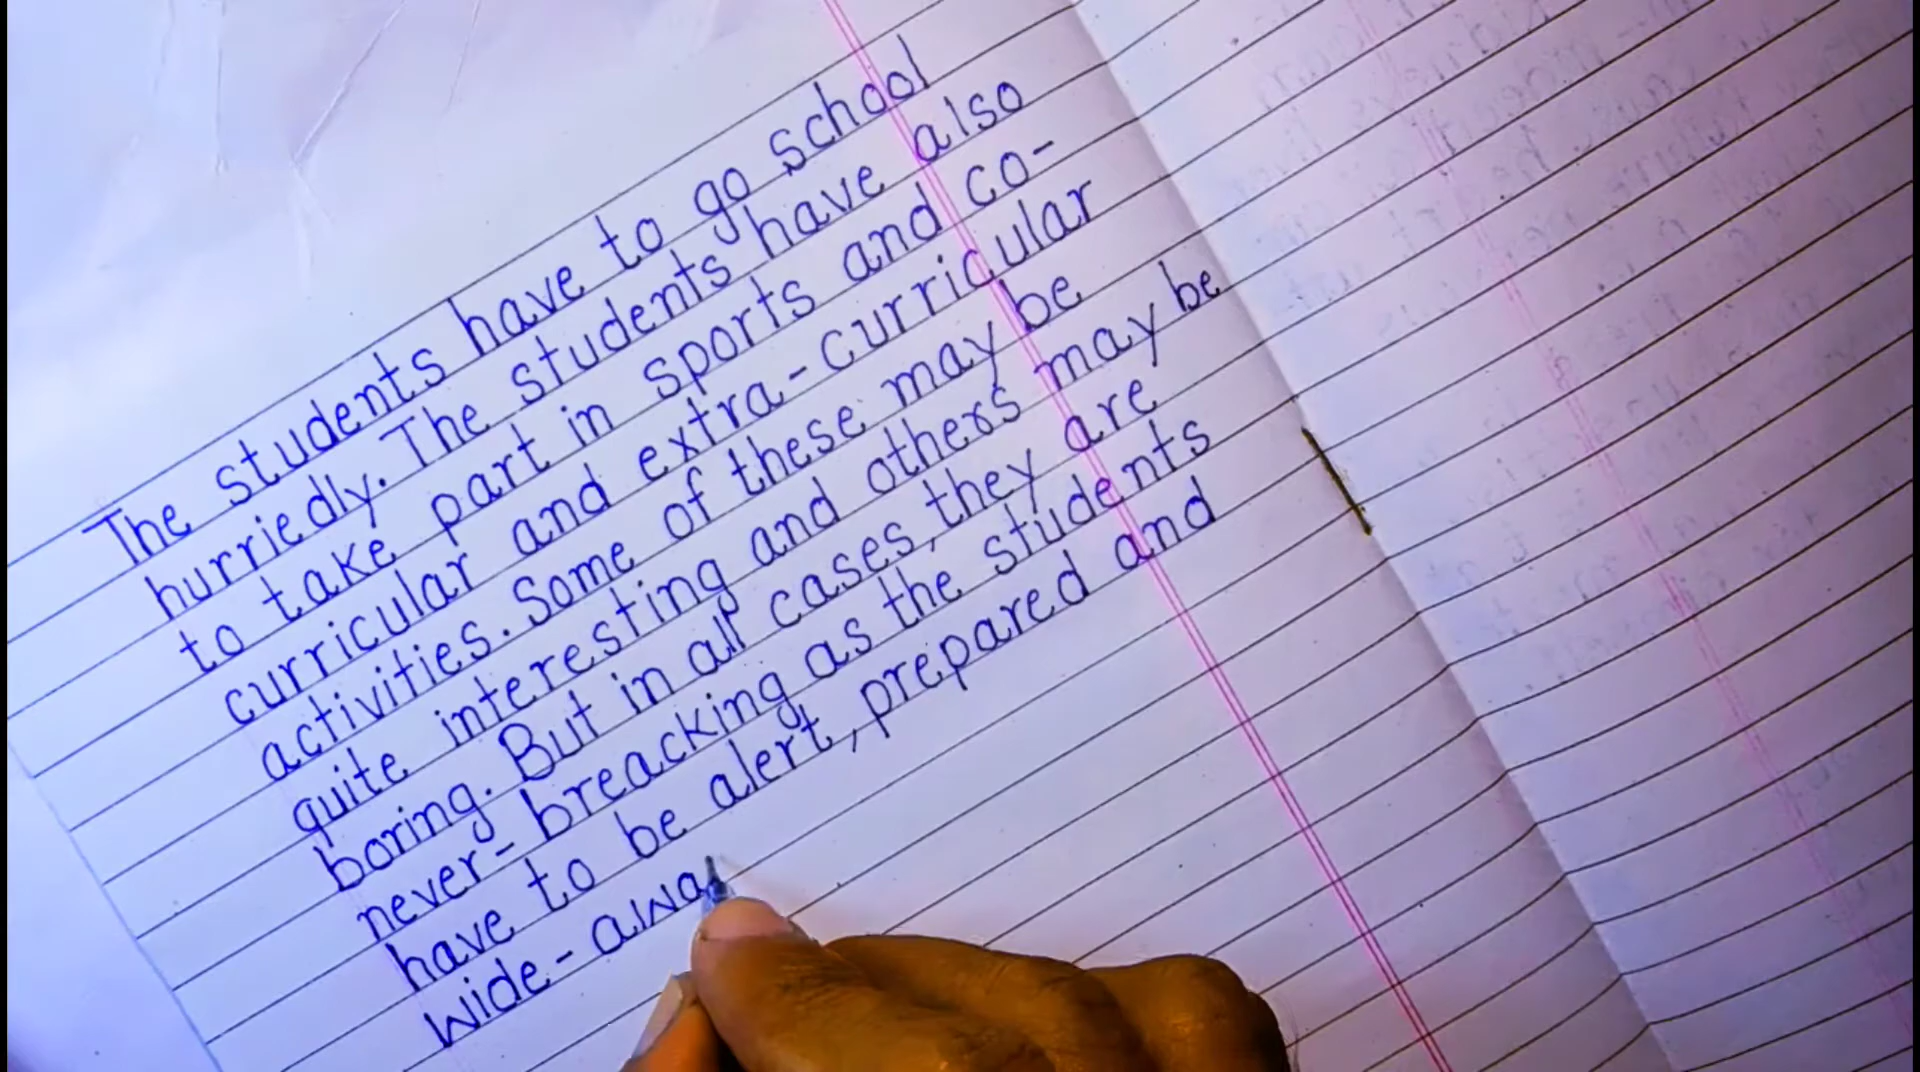 The students have to go school
hurriedly. The students have also
to take part in sports and co-
curricular and extra-curricular
activities. Some of these may be
quite interesting and others may be
boring. But in all cases, they are
never-breacking as the students
have to be alert, prepared and
wide-awa